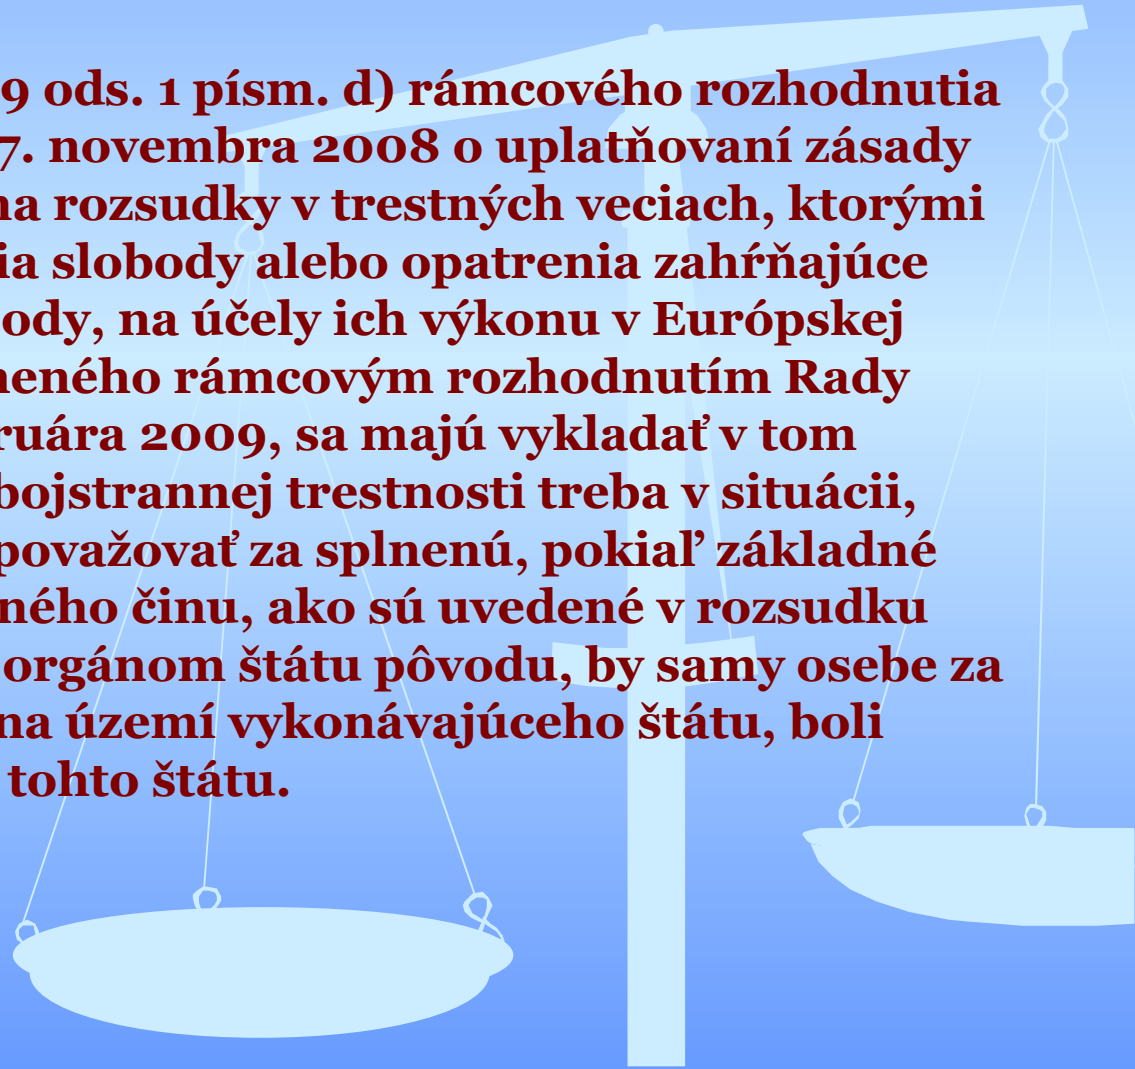 9 ods. 1 písm. d) rámcového rozhodnutia
7. novembra 2008 o uplatňovaní zásady
na rozsudky v trestných veciach, ktorými
ia slobody alebo opatrenia zahŕňajúce
ody, na účely ich výkonu v Európskej
neného rámcovým rozhodnutím Rady
ruára 2009, sa majú vykladať v tom
bojstrannej trestnosti treba v situácii,
považovať za splnenú, pokiaľ základné
ného činu, ako sú uvedené v rozsudku
orgánom štátu pôvodu, by samy osebe za
na území vykonávajúceho štátu, boli
tohto štátu.